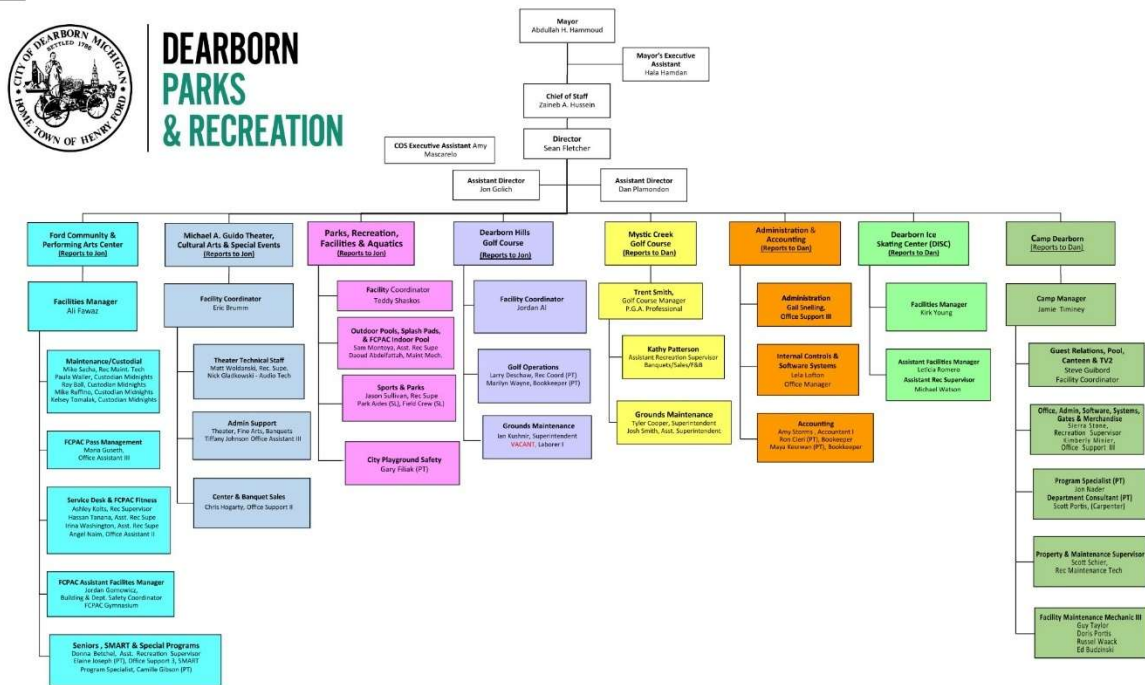 CITY OF DEARBORN MICHIGAN
SETTLED 1786
HOME TOWN OF HENRY FORD
DEARBORN
PARKS
& RECREATION
Mayor
Abdullah H. Hammoud
Mayor's Executive
Assistant
Hala Hamdan
Chief of Staff
Zaineb A. Hussein
Director
Sean Fletcher
COS Executive Assistant Amy
Mascarelo
Assistant Director
Jon Golich
Assistant Director
Dan Plamondon
Ford Community &
Performing Arts Center
(Reports to Jon)
Facilities Manager
Ali Fawaz
Maintenance/Custodial
Mike Sacha, Rec Maint. Tech
Paula Waller, Custodian Midnights
Roy Ball, Custodian Midnights
Mike Raffino, Custodian Midnights
Kelsey Tomalak, Custodian Midnights
FCPAC Pass Management
Maria Guseth,
Office Assistant III
Service Desk & FCPAC Fitness
Ashley Kolts, Rec Supervisor
Hassan Tanana, Asst. Rec Supe
Irina Washington, Asst. Rec Supe
Angel Naim, Office Assistant II
FCPAC Assistant Facilites Manager
Jordan Gornowicz,
Building & Dept. Safety Coordinator
FCPAC Gymnasium
Seniors , SMART & Special Programs
Donna Betchel, Asst. Recreation Supervisor
Elaine Joseph (PT), Office Support 3, SMART
Program Specialist, Camille Gibson (PT)
Michael A. Guido Theater,
Cultural Arts & Special Events
(Reports to Jon)
Facility Coordinator
Eric Brumm
Theater Technical Staff
Matt Woldanski, Rec. Supe.
Nick Gladkowski - Audio Tech
Admin Support
Theater, Fine Arts, Banquets
Tiffany Johnson Office Assistant III
Center & Banquet Sales
Chris Hagarty, Office Support II
Parks, Recreation,
Facilities & Aquatics
(Reports to Jon)
Facility Coordinator
Teddy Shaskos
Outdoor Pools, Splash Pads,
& FCPAC Indoor Pool
Sam Montoya, Asst. Rec Supe
Daoud Abdelfattah, Maint Mech.
Sports & Parks
Jason Sullivan, Rec Supe
Park Aides (SL), Field Crew (SL)
City Playground Safety
Gary Filiak (PT)
Dearborn Hills
Golf Course
(Reports to Jon)
Facility Coordinator
Jordan Al
Golf Operations
Larry Deschaw, Rec Coord (PT)
Marilyn Wayne, Bookeeper (PT)
Grounds Maintenance
Ian Kushnir, Superintendent
VACANT, Laborer I
Mystic Creek
Golf Course
(Reports to Dan)
Trent Smith,
Golf Course Manager
P.G.A. Professional
Kathy Patterson
Assistant Recreation Supervisor
Banquets/Sales/F&B
Grounds Maintenance
Tyler Cooper, Superintendent
Josh Smith, Asst. Superintendent
Administration &
Accounting
(Reports to Dan)
Administration
Gail Snelling,
Office Support III
Internal Controls &
Software Systems
Lela Lofton
Office Manager
Accounting
Amy Storms , Accountant I
Ron Cieri (PT), Bookeeper
Maya Kesrwan (PT), Bookkeeper
Dearborn Ice
Skating Center (DISC)
(Reports to Dan)
Facilities Manager
Kirk Young
Assistant Facilities Manager
Leticia Romero
Assistant Rec Supervisor
Michael Watson
Camp Dearborn
(Reports to Dan)
Camp Manager
Jamie Timiney
Guest Relations, Pool,
Canteen & TV2
Steve Guibord
Facility Coordinator
Office, Admin, Software, Systems,
Gates & Merchandise
Sierra Stone,
Recreation Supervisor
Kimberly Minier,
Office Support III
Program Specialist (PT)
Jon Nader
Department Consultant (PT)
Scott Portis, (Carpenter)
Property & Maintenance Supervisor
Scott Schier,
Rec Maintenance Tech
Facility Maintenance Mechanic III
Guy Taylor
Doris Portis
Russel Waack
Ed Budzinski